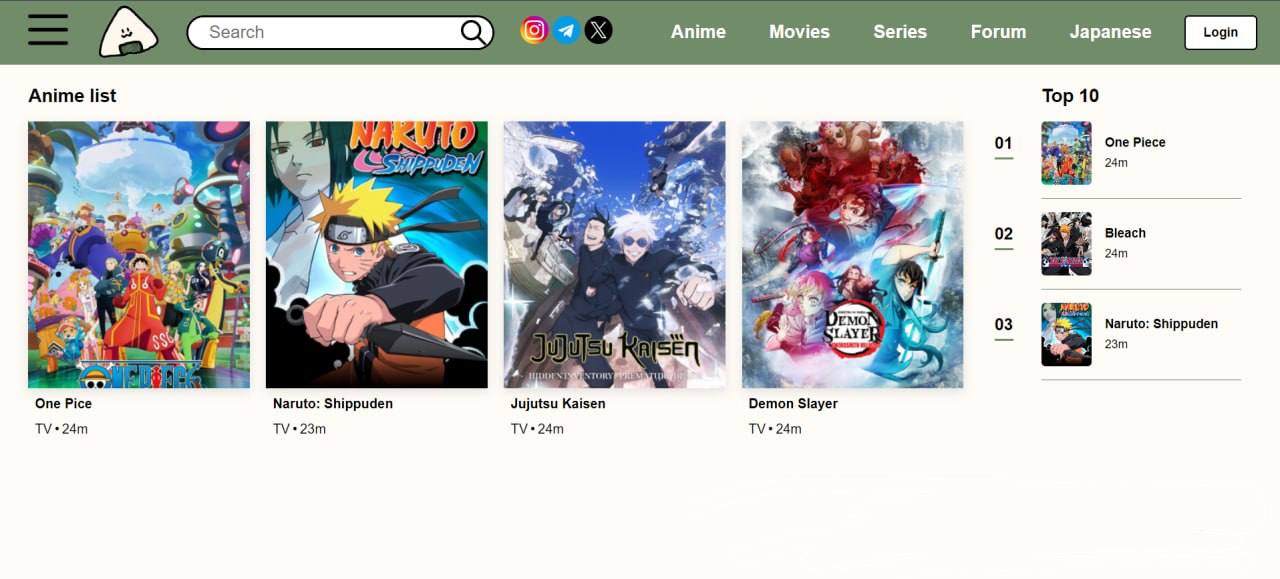 Search
Anime
Movies
Series
Forum
Japanese
Login
Anime list
Top 10
NARUTO
SHIPPUDEN
SSG
ONE PIECE
JUJUTSU KAISEN
DEMON
SLAYER
One Pice
TV • 24m
Naruto: Shippuden
TV • 23m
Jujutsu Kaisen
TV • 24m
Demon Slayer
TV • 24m
01
One Piece
24m
02
Bleach
24m
03
Naruto: Shippuden
23m